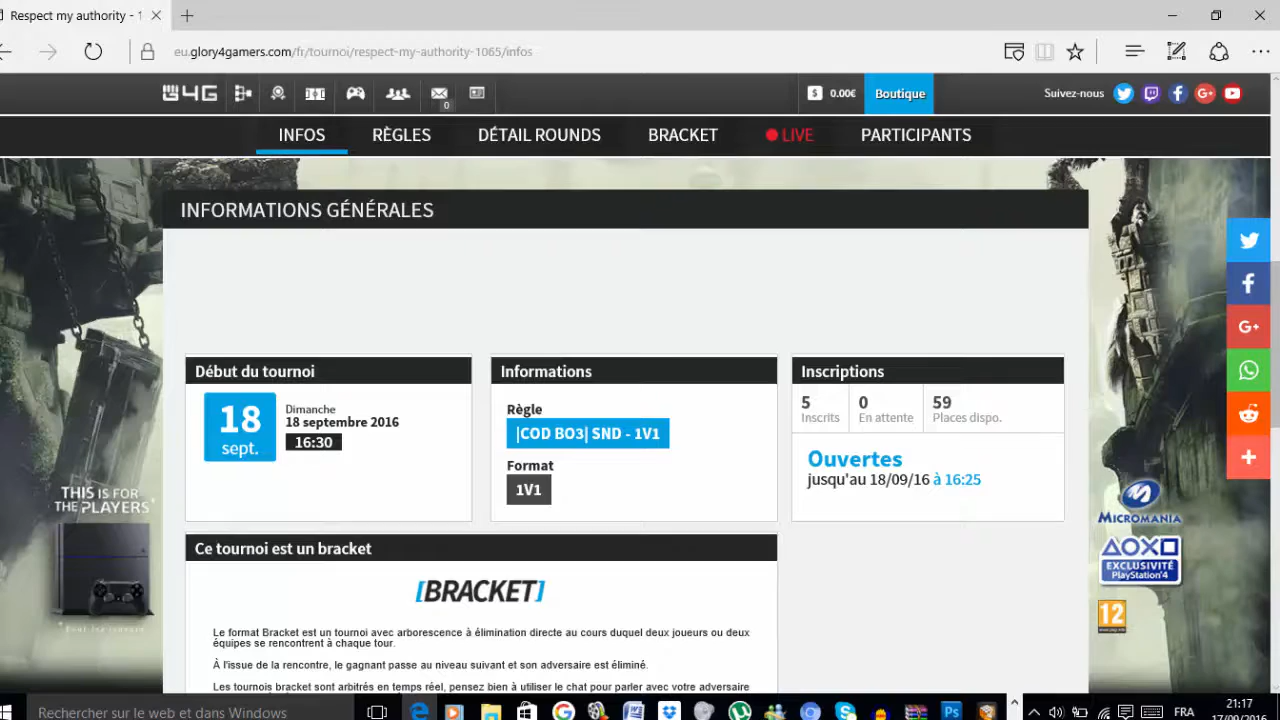 Respect my authority - 1
eu.glory4gamers.com/fr/tournoi/respect-my-authority-1065/infos
G4G
0
$ 0.00€
Boutique
Suivez-nous
INFOS
RÈGLES
DÉTAIL ROUNDS
BRACKET
LIVE
PARTICIPANTS
INFORMATIONS GÉNÉRALES
Début du tournoi
18
sept.
Dimanche
18 septembre 2016
16:30
Informations
Règle
|COD BO3| SND - 1V1
Format
1V1
Inscriptions
5
Inscrits
0
En attente
59
Places dispo.
Ouvertes
jusqu'au 18/09/16 à 16:25
THIS IS FOR
THE PLAYERS
MICROMANIA
EXCLUSIVITÉ
PlayStation 4
12
Ce tournoi est un bracket
[BRACKET]
Le format Bracket est un tournoi avec arborescence à élimination directe au cours duquel deux joueurs ou deux
équipes se rencontrent à chaque tour.
À l'issue de la rencontre, le gagnant passe au niveau suivant et son adversaire est éliminé.
Les tournois bracket sont arbitrés en temps réel, pensez bien à utiliser le chat pour parler avec votre adversaire
Rechercher sur le web et dans Windows
FRA
21:17
17/09/2016